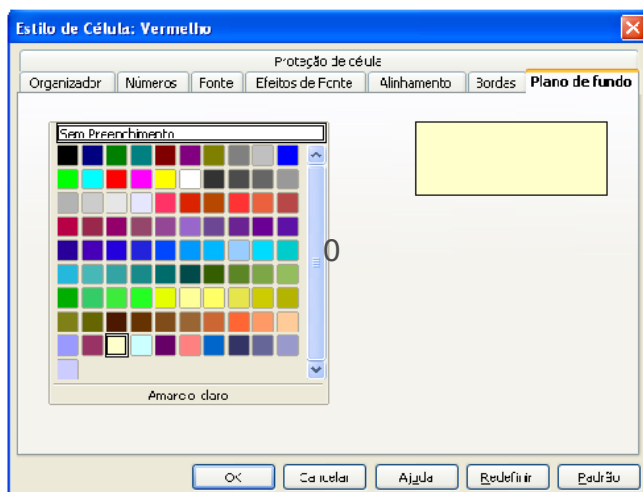 Estilo de Célula: Vermelho
Proteção de célula
Organizador Números Fonte Efeitos de Fonte Alinhamento Bordas Plano de fundo
Sem Preenchimento
0
Amarelo claro
OK Cancelar Ajuda Redefinir Padrão